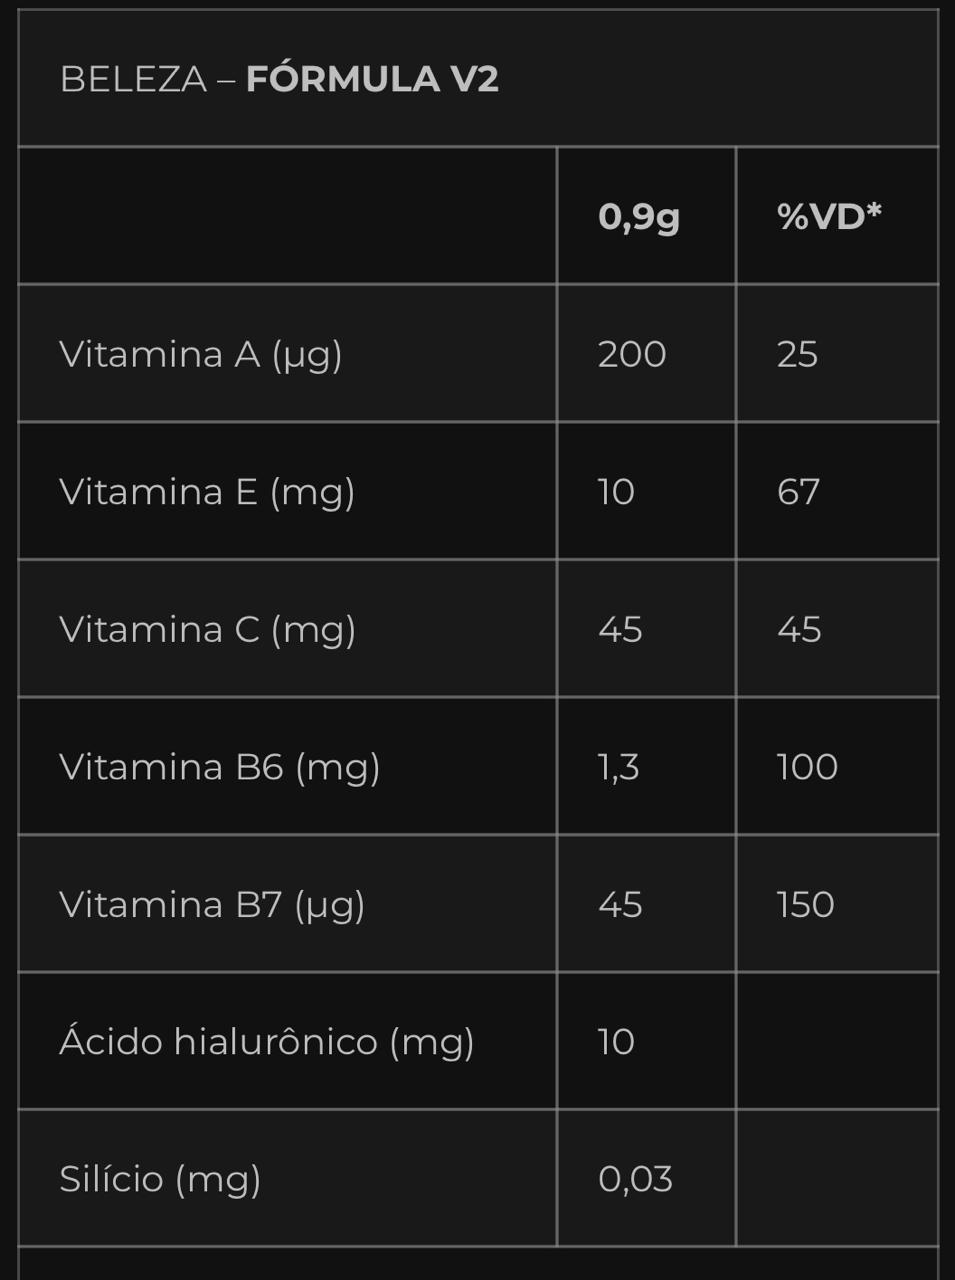 BELEZA – FÓRMULA V2
0,9g %VD*
Vitamina A (µg) 200 25
Vitamina E (mg) 10 67
Vitamina C (mg) 45 45
Vitamina B6 (mg) 1,3 100
Vitamina B7 (µg) 45 150
Ácido hialurônico (mg) 10
Silício (mg) 0,03